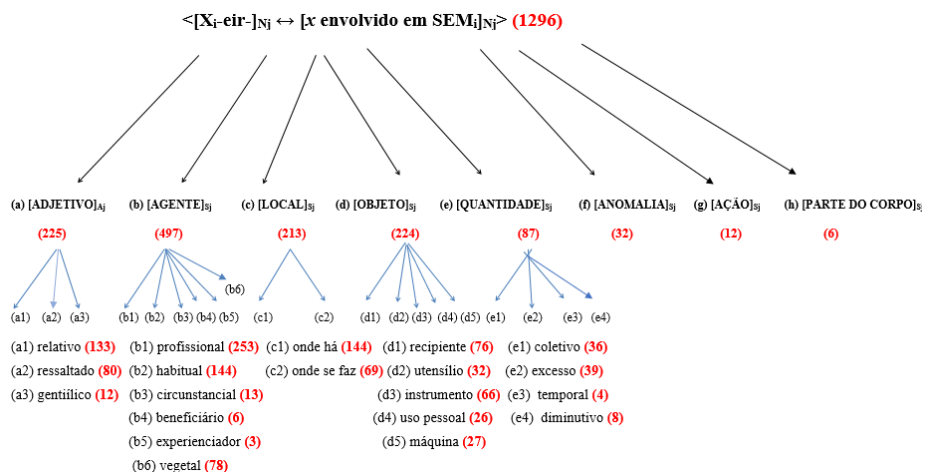 <[Xi-eir-]Nj ↔ [x envolvido em SEMi]Nj> (1296)
(a) [ADJETIVO]Aj (b) [AGENTE]Sj (c) [LOCAL]Sj (d) [OBJETO]Sj (e) [QUANTIDADE]Sj (f) [ANOMALIA]Sj (g) [AÇÃO]Sj (h) [PARTE DO CORPO]Sj
(225) (497) (213) (224) (87) (32) (12) (6)
(b6)
(a1) (a2) (a3) (b1) (b2) (b3) (b4) (b5) (c1) (c2) (d1) (d2) (d3) (d4) (d5) (e1) (e2) (e3) (e4)
(a1) relativo (133) (b1) profissional (253) (c1) onde há (144) (d1) recipiente (76) (e1) coletivo (36)
(a2) ressaltado (80) (b2) habitual (144) (c2) onde se faz (69) (d2) utensílio (32) (e2) excesso (39)
(a3) gentiílico (12) (b3) circunstancial (13) (d3) instrumento (66) (e3) temporal (4)
(b4) beneficiário (6) (d4) uso pessoal (26) (e4) diminutivo (8)
(b5) experienciador (3) (d5) máquina (27)
(b6) vegetal (78)